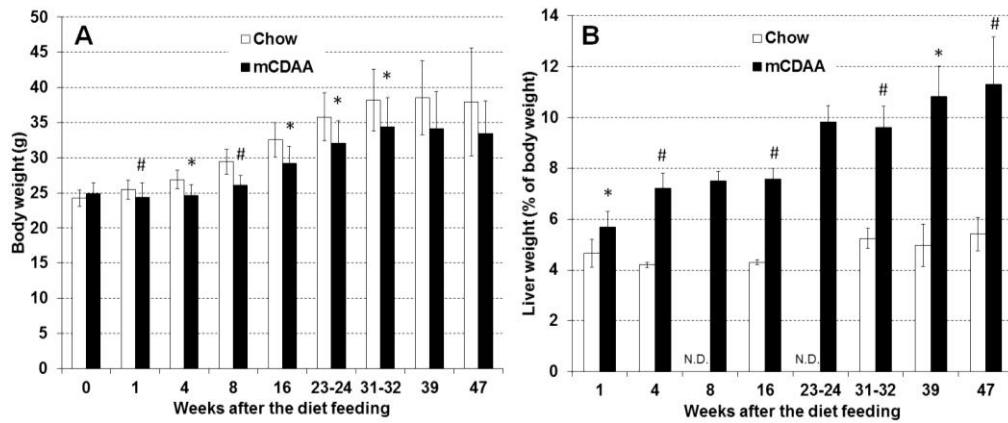 A
Chow
mCDAA
Body weight (g)
50
45
40
35
30
25
20
15
10
5
0
# * # * * *
0 1 4 8 16 23-24 31-32 39 47
Weeks after the diet feeding
B
Chow
mCDAA
Liver weight (% of body weight)
14
12
10
8
6
4
2
0
* # # # * #
N.D. N.D.
1 4 8 16 23-24 31-32 39 47
Weeks after the diet feeding